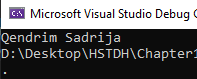 Microsoft Visual Studio Debug C
Qendrim Sadrija
D:\Desktop\HSTDH\Chapter1
.